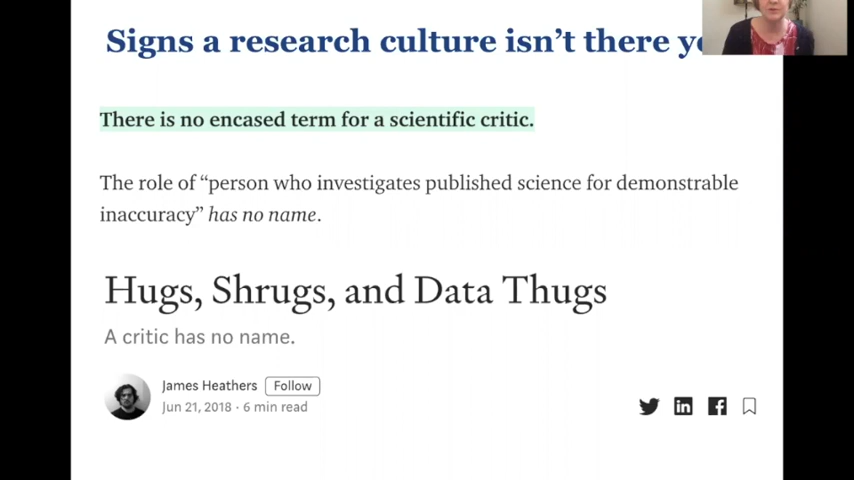 Signs a research culture isn't there
There is no encased term for a scientific critic.
The role of “person who investigates published science for demonstrable
inaccuracy” has no name.
Hugs, Shrugs, and Data Thugs
A critic has no name.
James Heathers Follow
Jun 21, 2018 · 6 min read